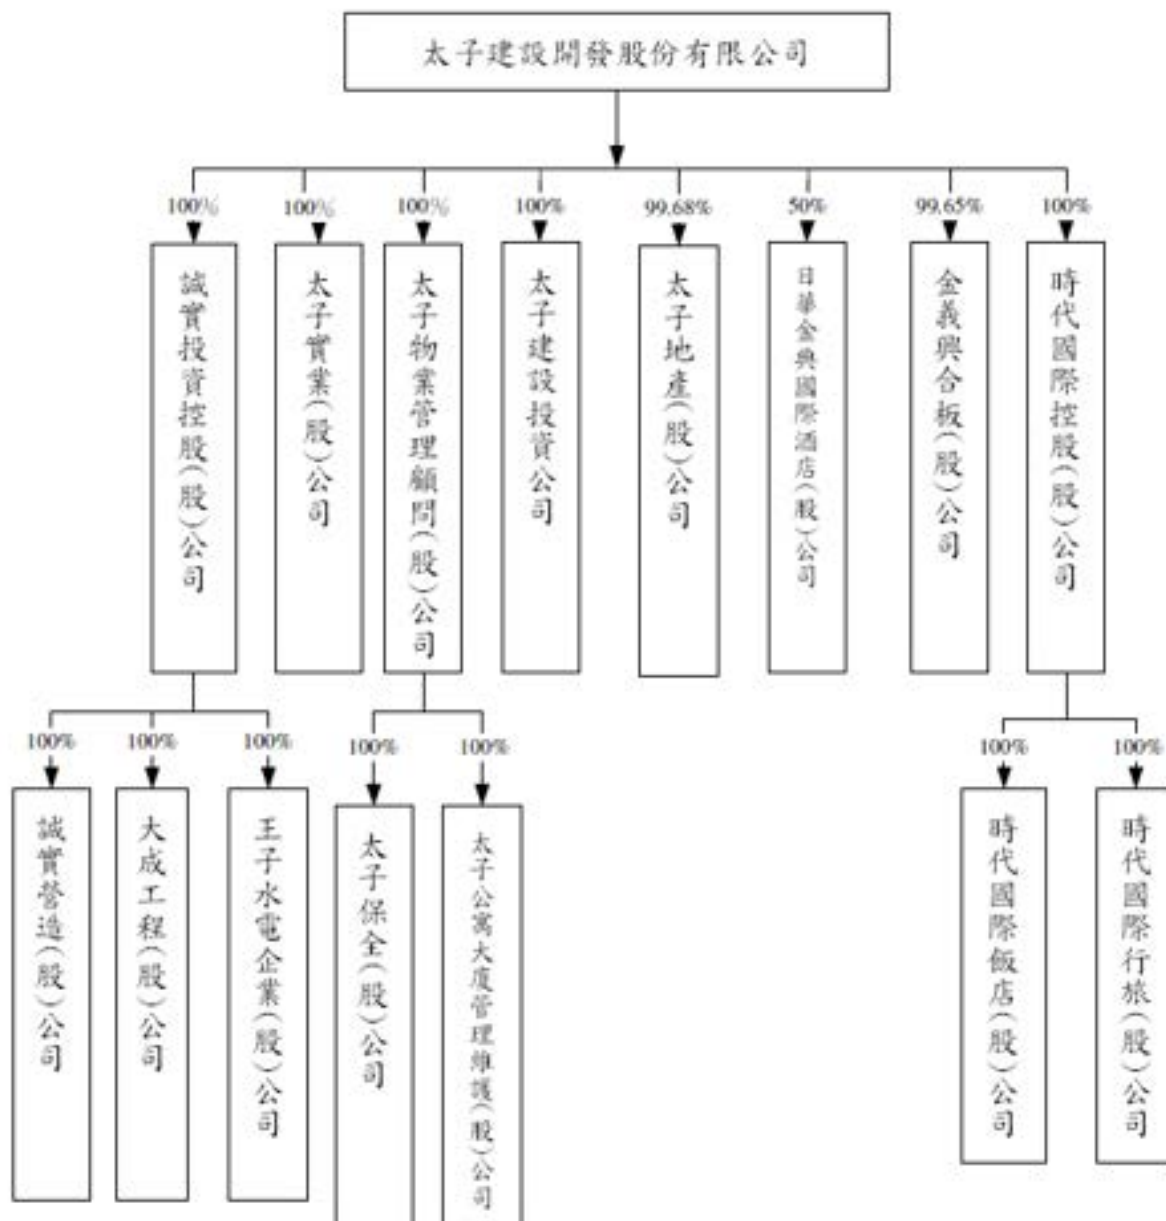 太子建設開發股份有限公司
100%
100%
100%
100%
99.68%
50%
99.65%
100%
誠實投資控股(股)公司
太子實業(股)公司
太子物業管理顧問(股)公司
太子建設投資公司
太子地產(股)公司
日華金典國際酒店(股)公司
金義興合板(股)公司
時代國際控股(股)公司
100%
100%
100%
100%
100%
100%
100%
誠實營造(股)公司
大成工程(股)公司
王子水電企業(股)公司
太子保全(股)公司
太子公寓大廈管理維護(股)公司
時代國際飯店(股)公司
時代國際行旅(股)公司